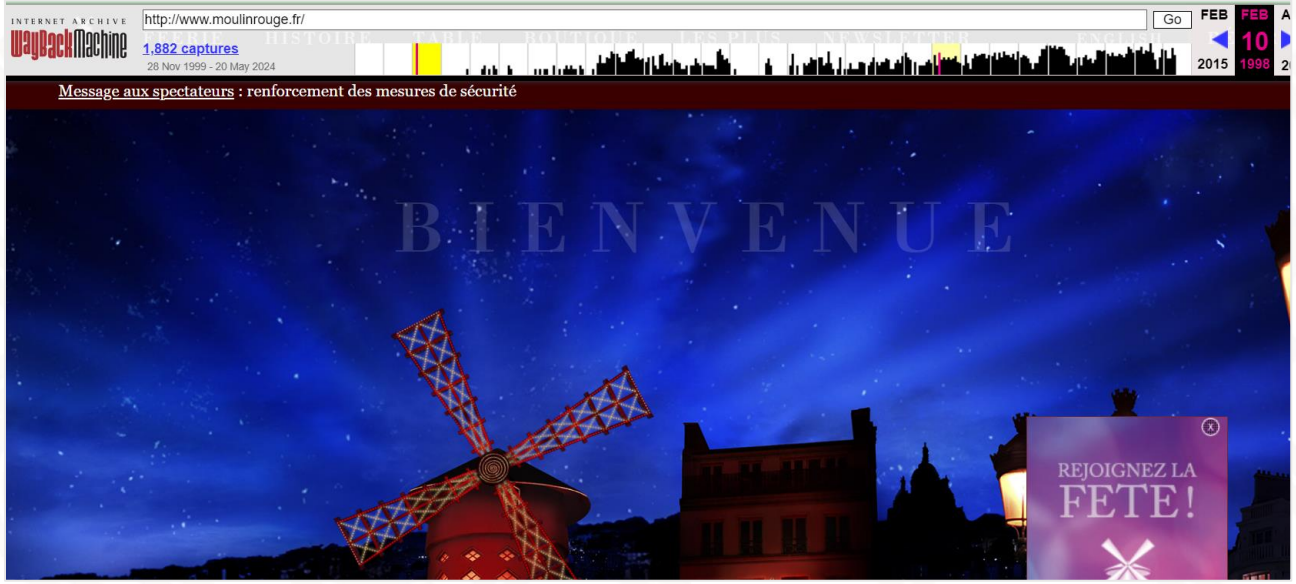 INTERNET ARCHIVE
WayBackMachine
http://www.moulinrouge.fr/
Go
FEB
FEB
A
FÉERIE HISTOIRE TABLE BOUTIQUE LES PLUS NEWSLETTER ENGLISH
1,882 captures
10
28 Nov 1999 - 20 May 2024
2015
1998
2
Message aux spectateurs : renforcement des mesures de sécurité
BIENVENUE
X
REJOIGNEZ LA
FETE!